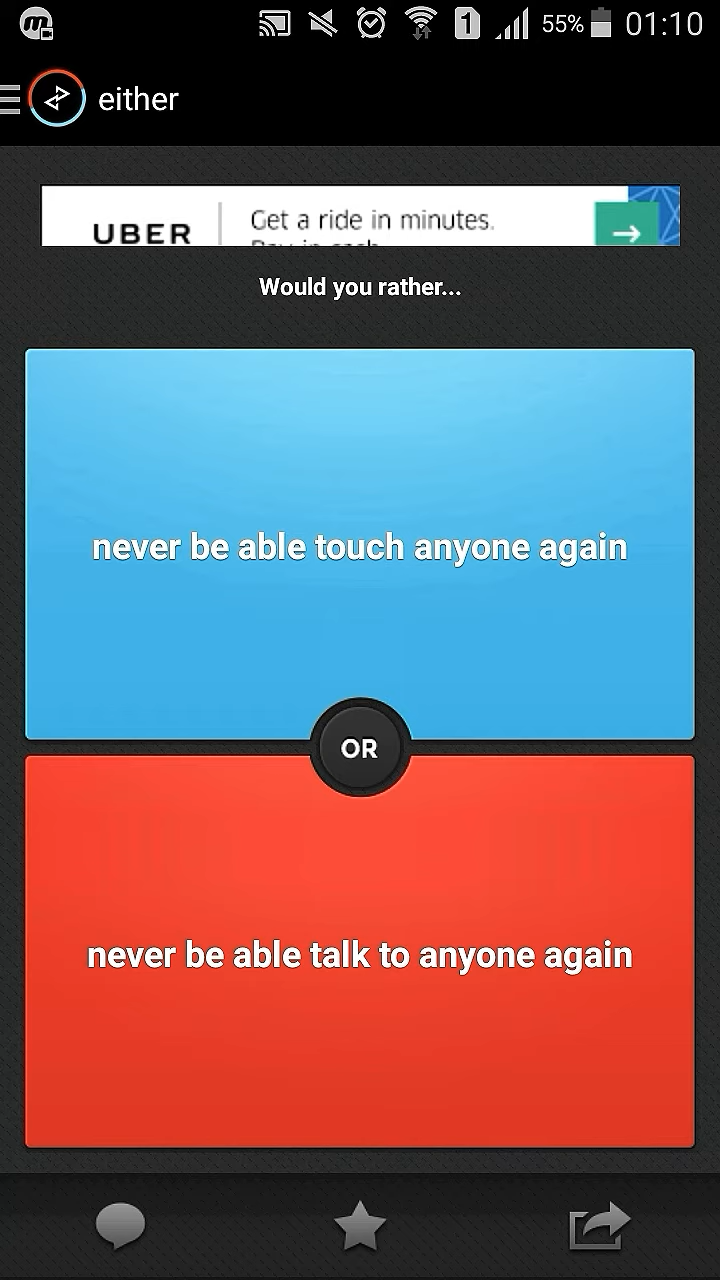 1 55% 01:10
either
UBER
Get a ride in minutes.
Would you rather...
never be able touch anyone again
OR
never be able talk to anyone again